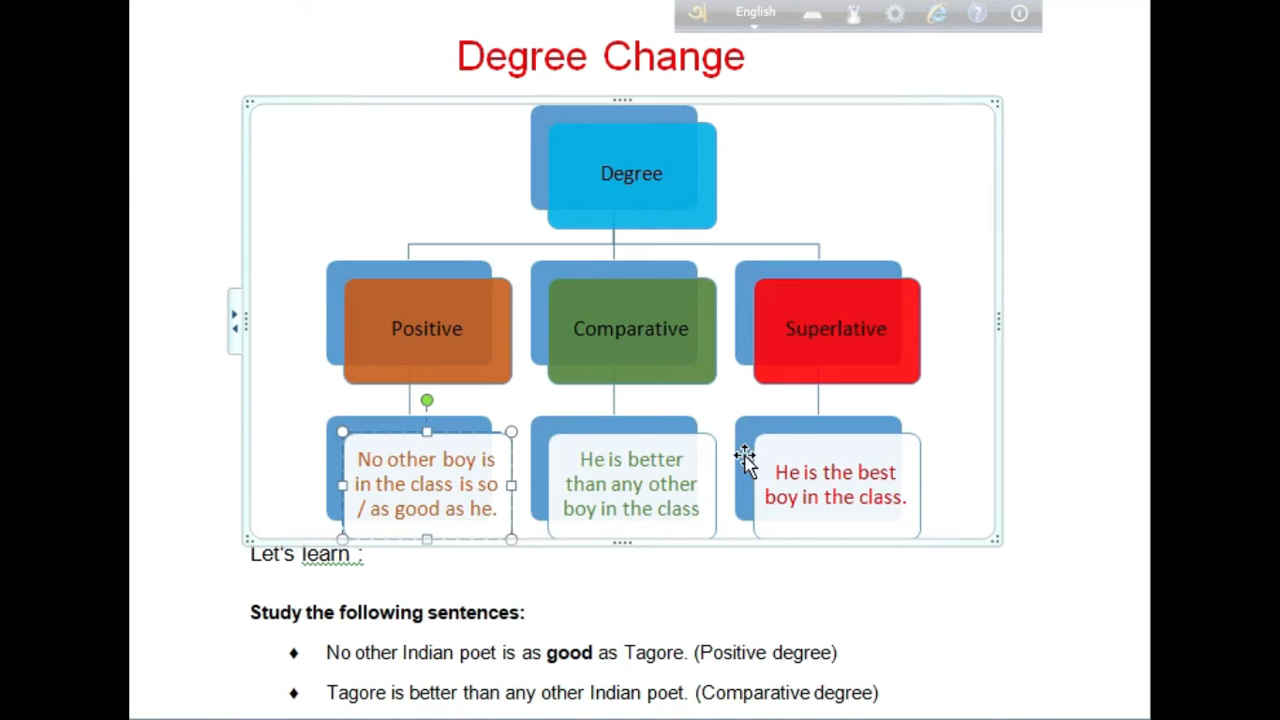 অ English
Degree Change
Degree
Positive
Comparative
Superlative
No other boy is
in the class is so
/ as good as he.
He is better
than any other
boy in the class
He is the best
boy in the class.
Let's learn :
Study the following sentences:
♦ No other Indian poet is as good as Tagore. (Positive degree)
♦ Tagore is better than any other Indian poet. (Comparative degree)